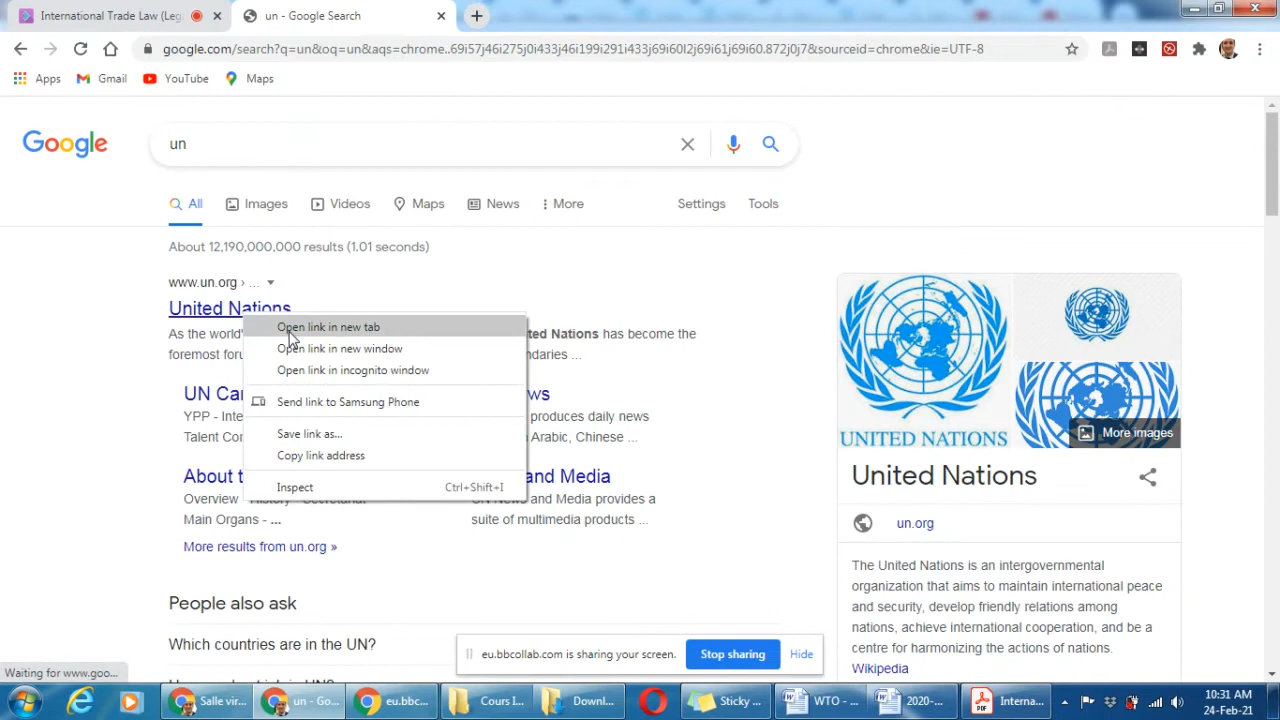 International Trade Law (Leg
un - Google Search
google.com/search?q=un&oq=un&aqs=chrome..69i57j46i275j0i433j46i199i291i433j69i60l2j69i61j69i60.872j0j7&sourceid=chrome&ie=UTF-8
Apps
Gmail
YouTube
Maps
Google
un
All
Images
Videos
Maps
News
More
Settings
Tools
About 12,190,000,000 results (1.01 seconds)
www.un.org › ...
United Nations
As the world'
ted Nations has become the
foremost foru
ndaries ...
Open link in new tab
Open link in new window
Open link in incognito window
Send link to Samsung Phone
Save link as...
Copy link address
Inspect
Ctrl+Shift+I
UN Ca
ws
YPP - Inte
produces daily news
Talent Con
Arabic, Chinese ...
About t
and Media
Overview · History · Secretariat
UN News and Media provides a
Main Organs - ...
suite of multimedia products ...
More results from un.org »
People also ask
Which countries are in the UN?
UNITED NATIONS
More images
United Nations
un.org
The United Nations is an intergovernmental
organization that aims to maintain international peace
and security, develop friendly relations among
nations, achieve international cooperation, and be a
centre for harmonizing the actions of nations.
Wikipedia
eu.bbcollab.com is sharing your screen.
Stop sharing
Hide
Waiting for www.goo...
Salle vir...
un - Go...
eu.bbc...
Cours I...
Downl...
Sticky ...
WTO - ...
2020-...
Interna...
10:31 AM
24-Feb-21